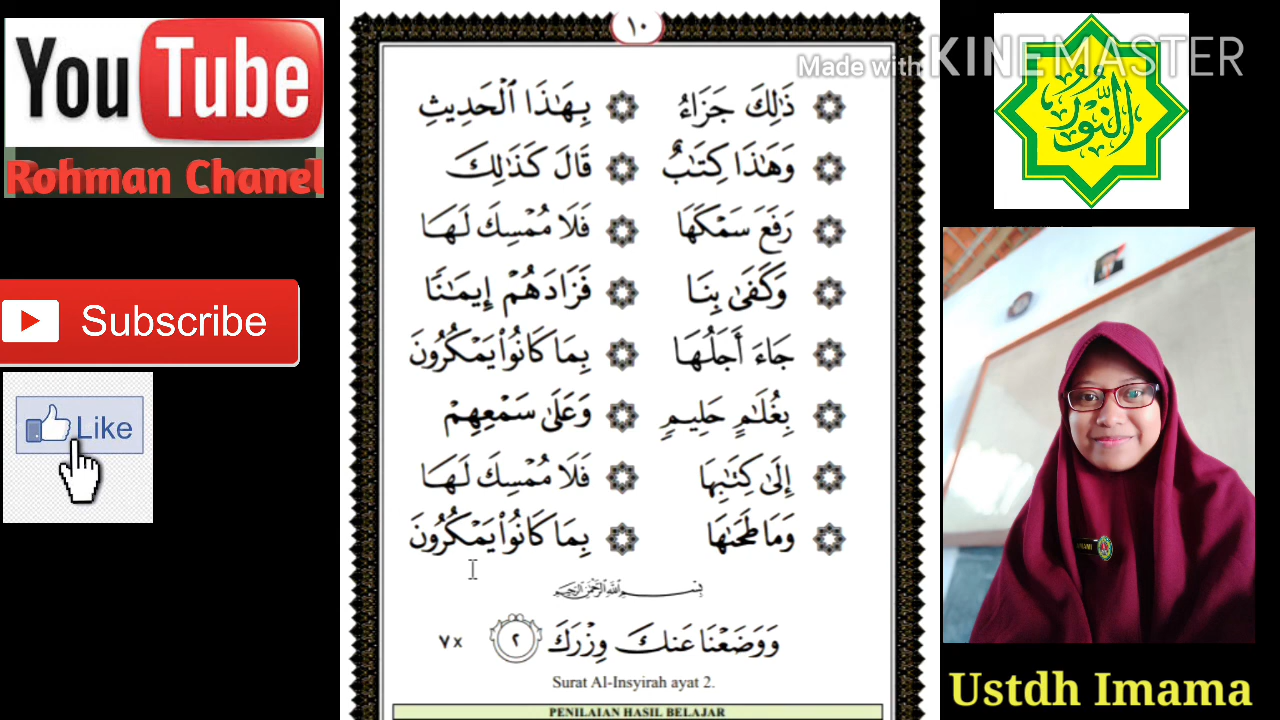 YouTube
Rohman Chanel
Subscribe
Like
١٠
Made with KINEMASTER
النُّوْرُ
ذَٰلِكَ جَزَاءُ بِهَٰذَا ٱلْحَدِيثِ
وَهَٰذَا كِتَٰبٌ قَالَ كَذَٰلِكَ
رَفَعَ سَمْكَهَا فَلَا مُمْسِكَ لَهَا
وَكَفَىٰ بِنَا فَزَادَهُمْ إِيمَٰنًا
جَاءَ أَجَلُهَا بِمَا كَانُوا۟ يَمْكُرُونَ
بِغُلَٰمٍ حَلِيمٍ وَعَلَىٰ سَمْعِهِمْ
إِلَىٰ كِتَٰبِهَا فَلَا مُمْسِكَ لَهَا
وَمَا طَحَىٰهَا بِمَا كَانُوا۟ يَمْكُرُونَ
بِسْمِ اللَّهِ الرَّحْمَٰنِ الرَّحِيمِ
وَوَضَعْنَا عَنكَ وِزْرَكَ ٢ ٧x
Surat Al-Insyirah ayat 2.
PENILAIAN HASIL BELAJAR
Ustdh Imama